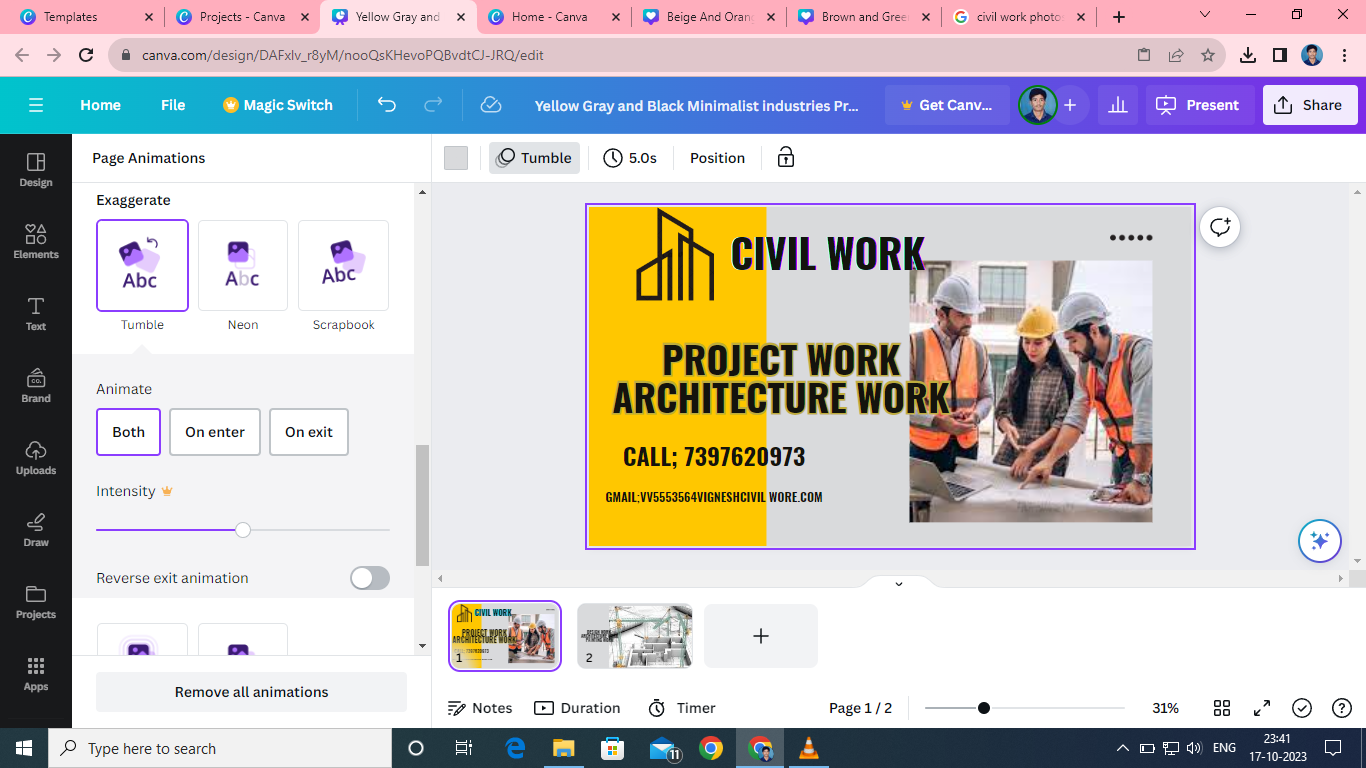 Templates
Projects - Canva
Yellow Gray and
Home - Canva
Beige And Oran
Brown and Gree
civil work photo
canva.com/design/DAFxlv_r8yM/nooQsKHevoPQBvdtCJ-JRQ/edit
Home
File
Magic Switch
Yellow Gray and Black Minimalist industries Pr...
Get Canv...
Present
Share
Design
Elements
Text
Brand
Uploads
Draw
Projects
Apps
Page Animations
Exaggerate
Abc
Abc
Abc
Tumble
Neon
Scrapbook
Animate
Both
On enter
On exit
Intensity
Reverse exit animation
Remove all animations
Tumble
5.0s
Position
CIVIL WORK
PROJECT WORK
ARCHITECTURE WORK
CALL; 7397620973
GMAIL;VV5553564VIGNESHCIVIL WORE.COM
CIVIL WORK
PROJECT WORK
ARCHITECTURE WORK
1
2
Notes
Duration
Timer
Page 1 / 2
31%
Type here to search
11
ENG
23:41
17-10-2023